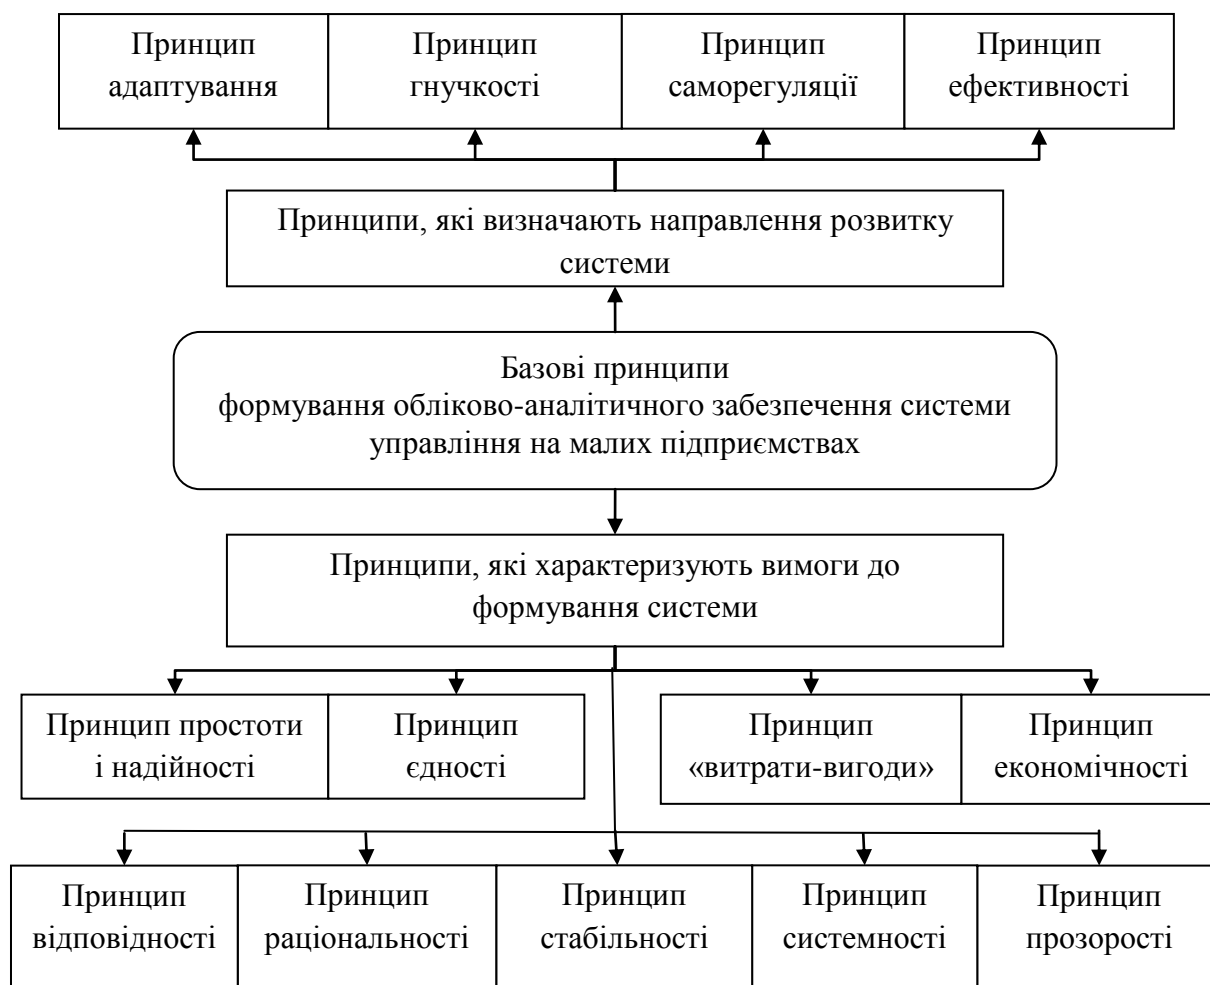 Принцип
адаптування
Принцип
гнучкості
Принцип
саморегуляції
Принцип
ефективності
Принципи, які визначають направлення розвитку
системи
Базові принципи
формування обліково-аналітичного забезпечення системи
управління на малих підприємствах
Принципи, які характеризують вимоги до
формування системи
Принцип простоти
і надійності
Принцип
єдності
Принцип
«витрати-вигоди»
Принцип
економічності
Принцип
відповідності
Принцип
раціональності
Принцип
стабільності
Принцип
системності
Принцип
прозорості